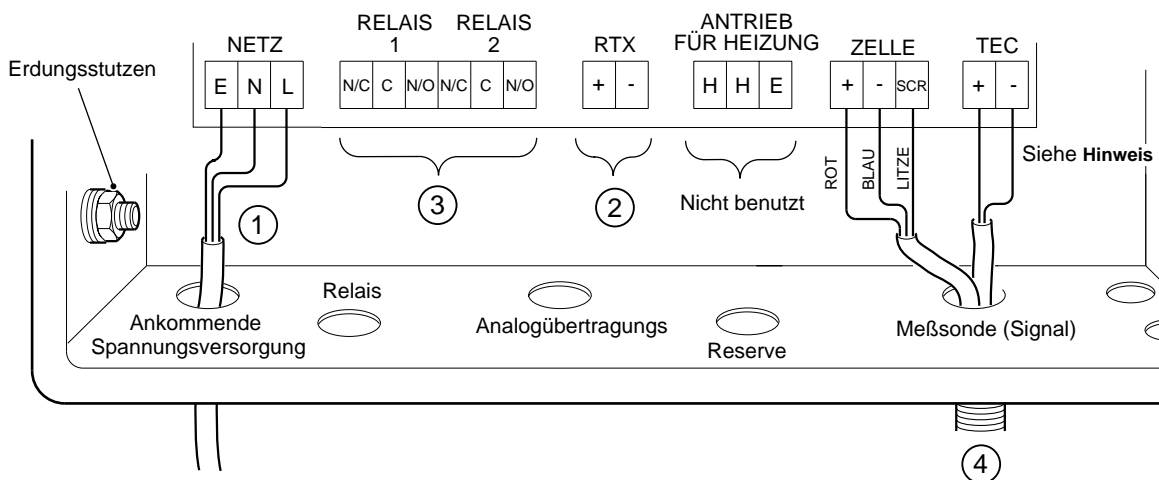 NETZ
RELAIS
1
RELAIS
2
RTX
ANTRIEB
FÜR HEIZUNG
ZELLE
TEC
Erdungsstutzen
E N L
N/C C N/O N/C C N/O
+ -
H H E
+ - SCR
+ -
ROT
BLAU
LITZE
Siehe Hinweis
1
3
2
Nicht benutzt
Ankommende
Spannungsversorgung
Relais
Analogübertragungs
Reserve
Meßsonde (Signal)
4